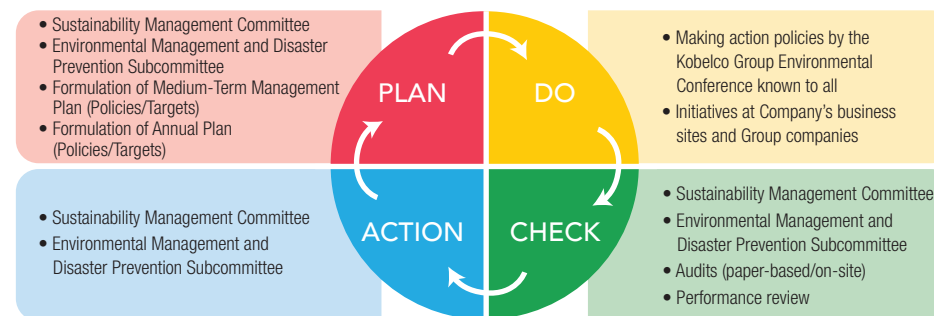 • Sustainability Management Committee
• Environmental Management and Disaster
Prevention Subcommittee
• Formulation of Medium-Term Management
Plan (Policies/Targets)
• Formulation of Annual Plan
(Policies/Targets)
PLAN
DO
• Making action policies by the
Kobelco Group Environmental
Conference known to all
• Initiatives at Company's business
sites and Group companies
• Sustainability Management Committee
• Environmental Management and
Disaster Prevention Subcommittee
ACTION
CHECK
• Sustainability Management Committee
• Environmental Management and
Disaster Prevention Subcommittee
• Audits (paper-based/on-site)
• Performance review